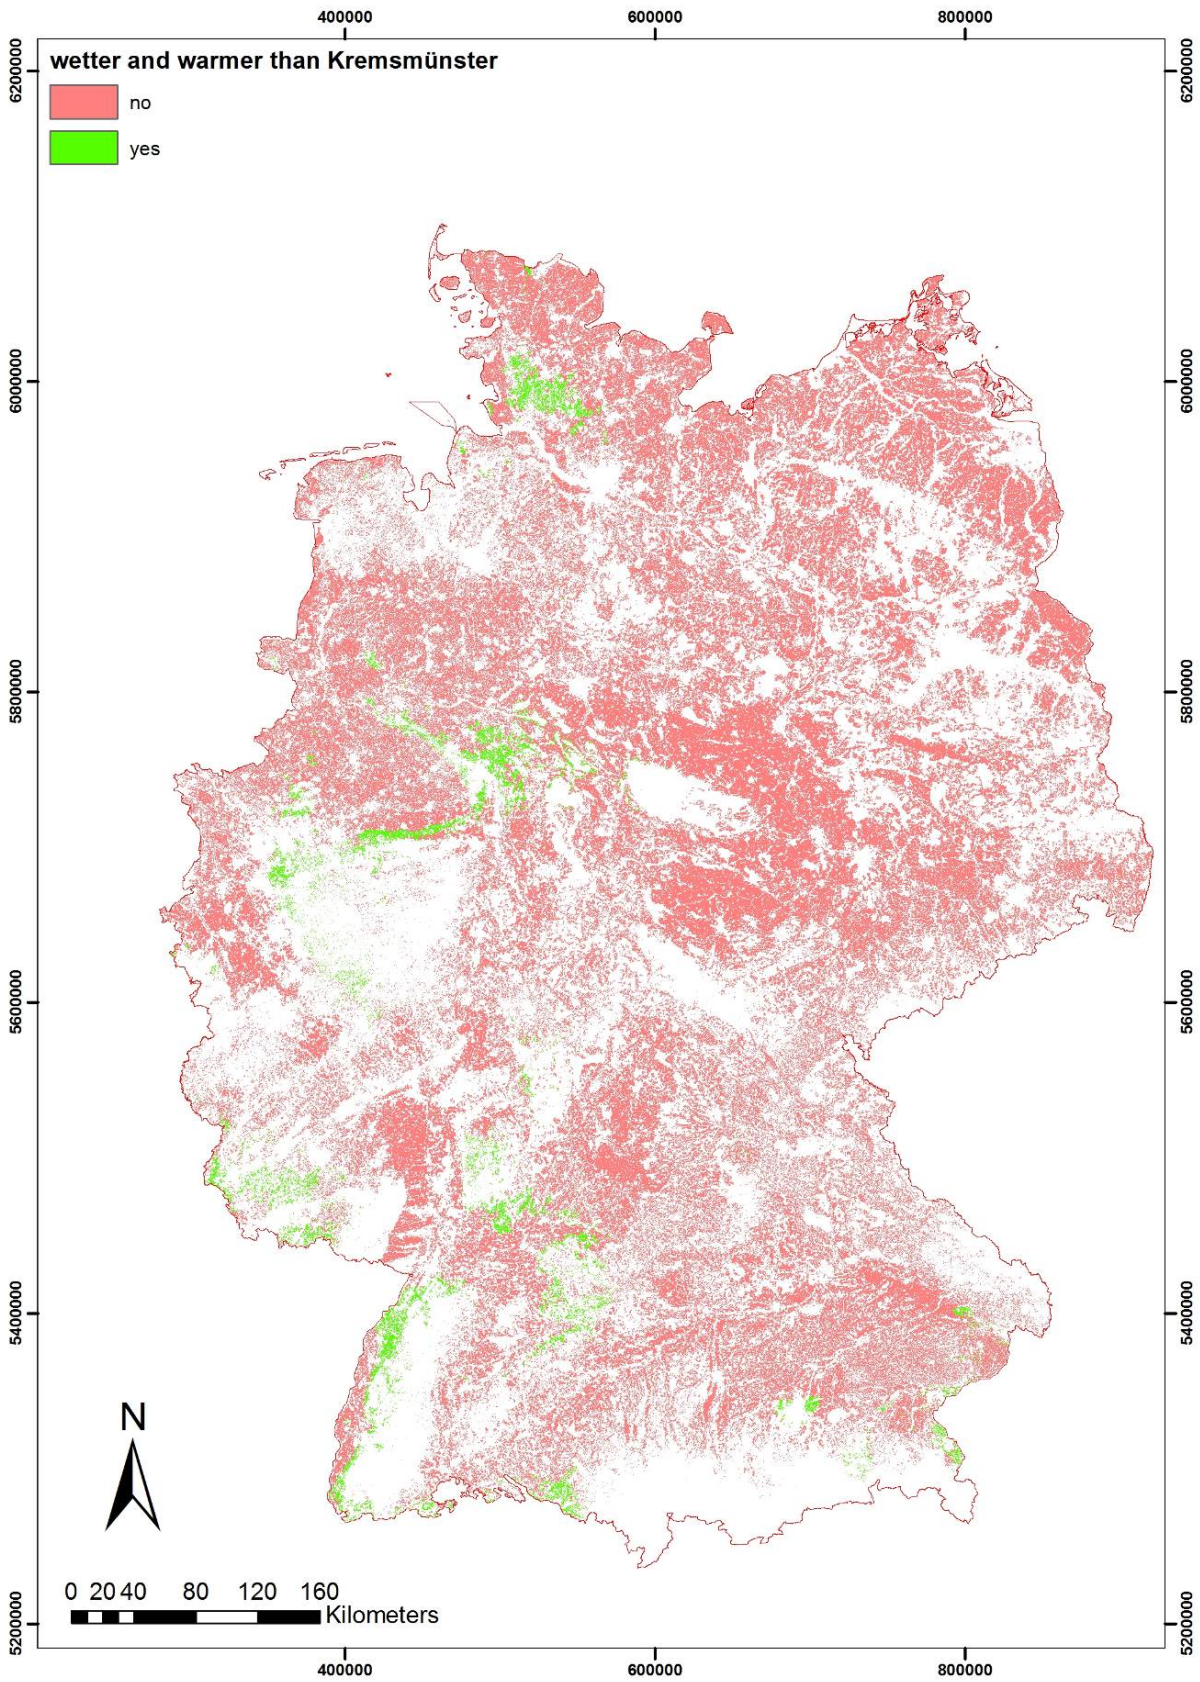 400000 600000 800000
wetter and warmer than Kremsmünster
no
yes
6200000 6200000
6000000 6000000
5800000 5800000
5600000 5600000
5400000 5400000
N
0 20 40 80 120 160
Kilometers
5200000 5200000
400000 600000 800000